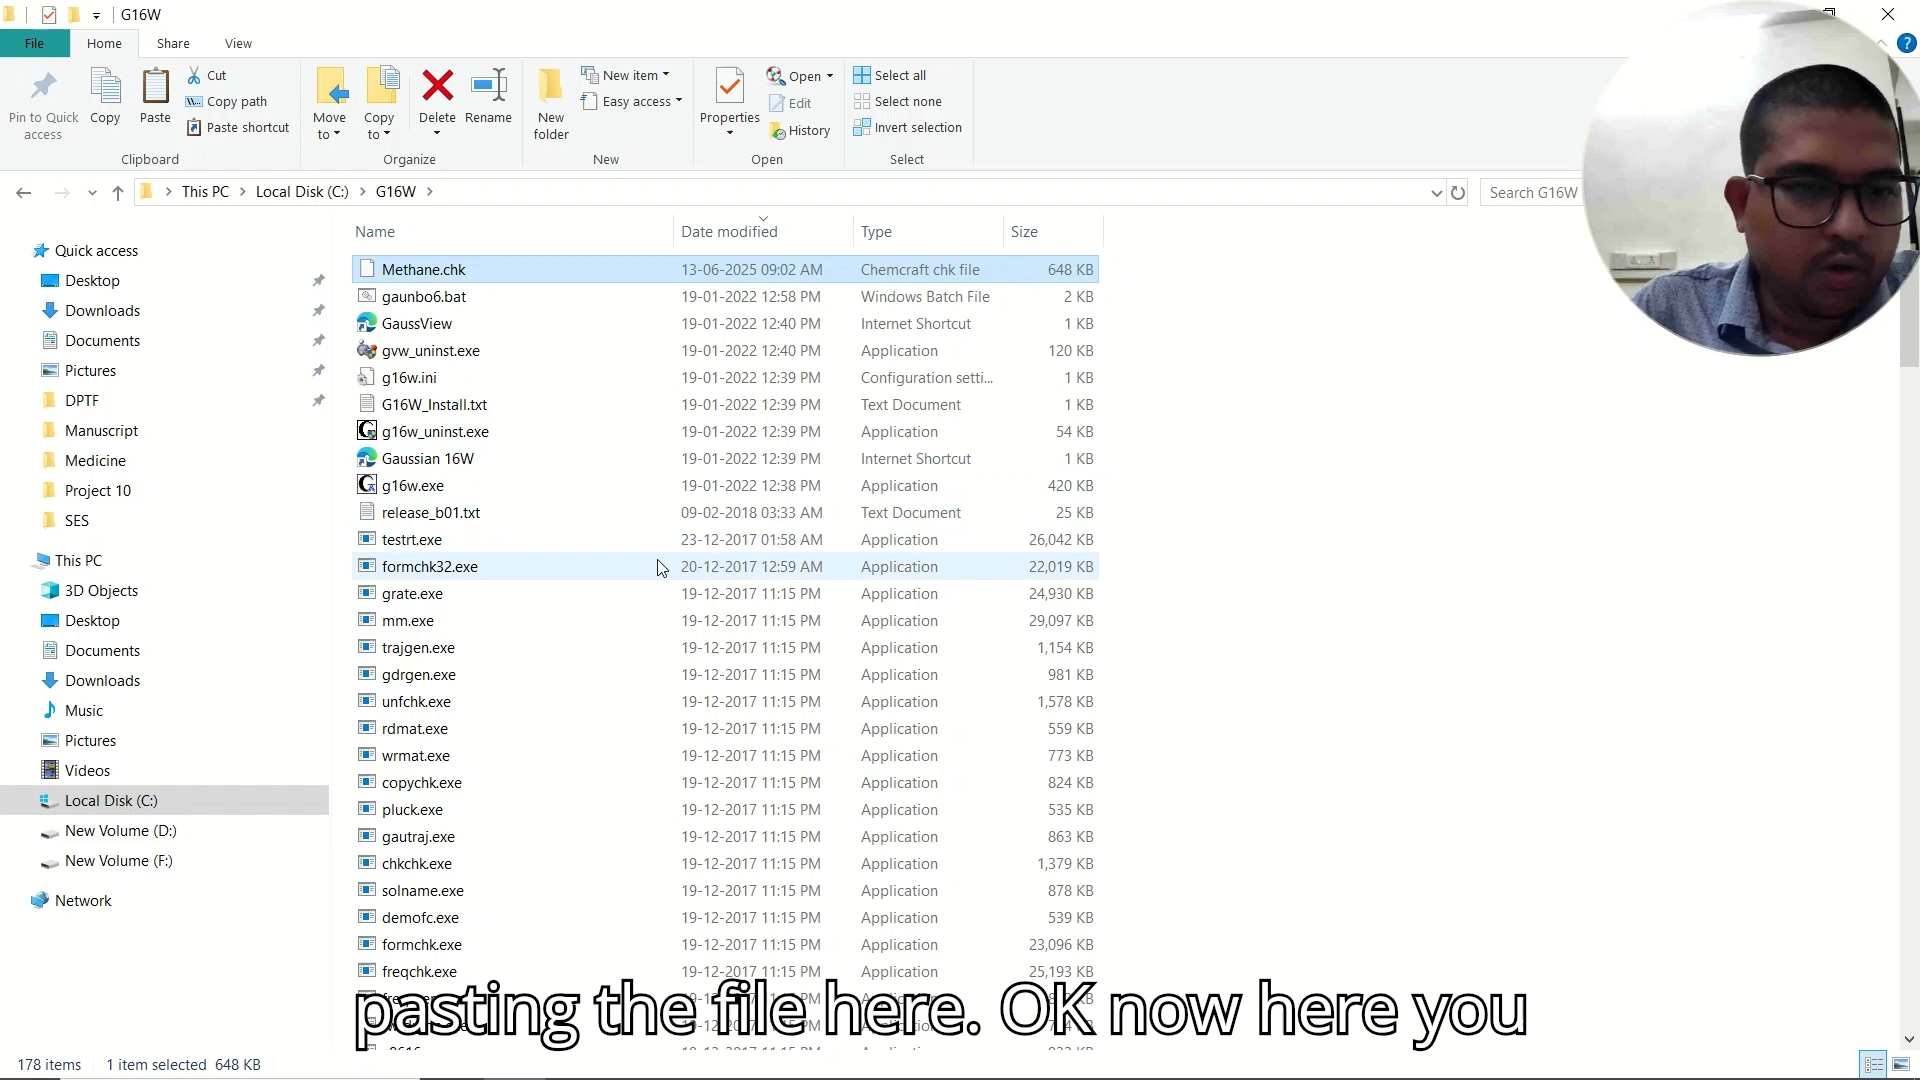 G16W
File Home Share View
Pin to Quick access
Copy
Paste
Cut
Copy path
Paste shortcut
Clipboard
Move to
Copy to
Delete
Rename
Organize
New folder
New item
Easy access
New
Properties
Open
Edit
History
Open
Select all
Select none
Invert selection
Select
This PC > Local Disk (C:) > G16W >
Search G16W
Quick access
Desktop
Downloads
Documents
Pictures
DPTF
Manuscript
Medicine
Project 10
SES
This PC
3D Objects
Desktop
Documents
Downloads
Music
Pictures
Videos
Local Disk (C:)
New Volume (D:)
New Volume (F:)
Network
Name Date modified Type Size
Methane.chk 13-06-2025 09:02 AM Chemcraft chk file 648 KB
gaunbo6.bat 19-01-2022 12:58 PM Windows Batch File 2 KB
GaussView 19-01-2022 12:40 PM Internet Shortcut 1 KB
gvw_uninst.exe 19-01-2022 12:40 PM Application 120 KB
g16w.ini 19-01-2022 12:39 PM Configuration setti... 1 KB
G16W_Install.txt 19-01-2022 12:39 PM Text Document 1 KB
g16w_uninst.exe 19-01-2022 12:39 PM Application 54 KB
Gaussian 16W 19-01-2022 12:39 PM Internet Shortcut 1 KB
g16w.exe 19-01-2022 12:38 PM Application 420 KB
release_b01.txt 09-02-2018 03:33 AM Text Document 25 KB
testrt.exe 23-12-2017 01:58 AM Application 26,042 KB
formchk32.exe 20-12-2017 12:59 AM Application 22,019 KB
grate.exe 19-12-2017 11:15 PM Application 24,930 KB
mm.exe 19-12-2017 11:15 PM Application 29,097 KB
trajgen.exe 19-12-2017 11:15 PM Application 1,154 KB
gdrgen.exe 19-12-2017 11:15 PM Application 981 KB
unfchk.exe 19-12-2017 11:15 PM Application 1,578 KB
rdmat.exe 19-12-2017 11:15 PM Application 559 KB
wrmat.exe 19-12-2017 11:15 PM Application 773 KB
copychk.exe 19-12-2017 11:15 PM Application 824 KB
pluck.exe 19-12-2017 11:15 PM Application 535 KB
gautraj.exe 19-12-2017 11:15 PM Application 863 KB
chkchk.exe 19-12-2017 11:15 PM Application 1,379 KB
solname.exe 19-12-2017 11:15 PM Application 878 KB
demofc.exe 19-12-2017 11:15 PM Application 539 KB
formchk.exe 19-12-2017 11:15 PM Application 23,096 KB
freqchk.exe 19-12-2017 11:15 PM Application 25,193 KB
pasting the file here. OK now here you
178 items 1 item selected 648 KB